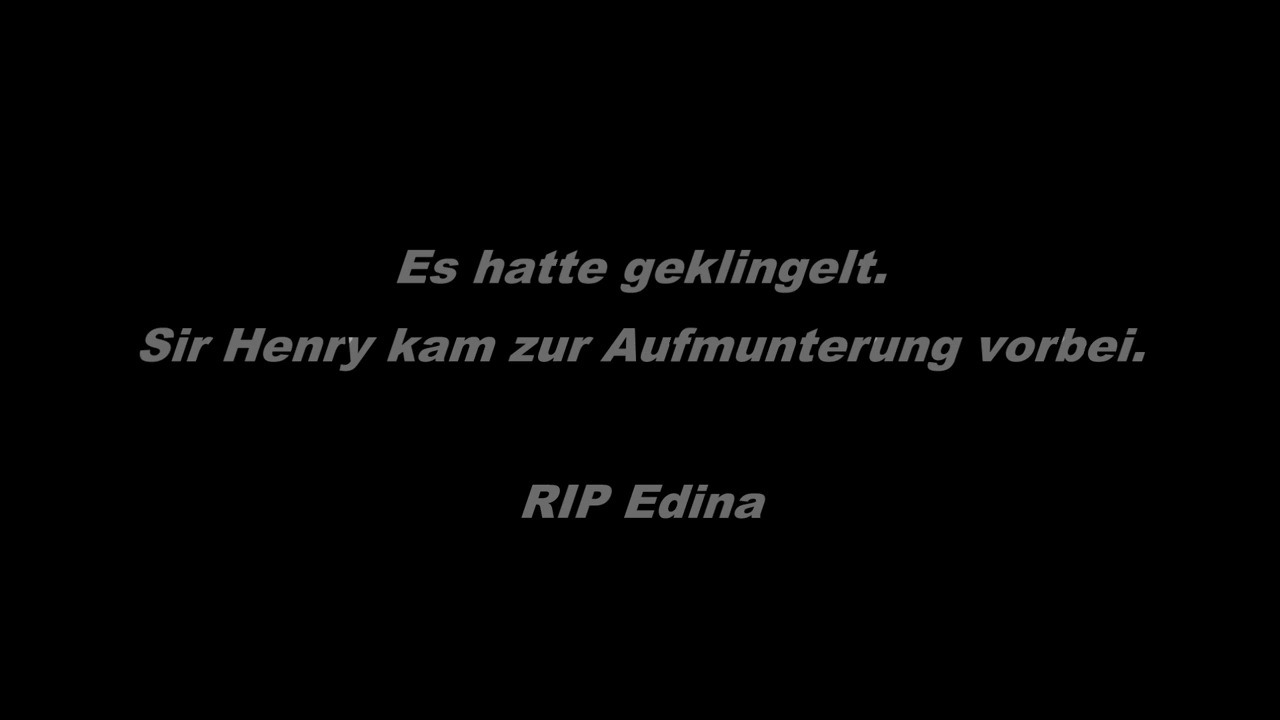 Es hatte geklingelt.
Sir Henry kam zur Aufmunterung vorbei.
RIP Edina